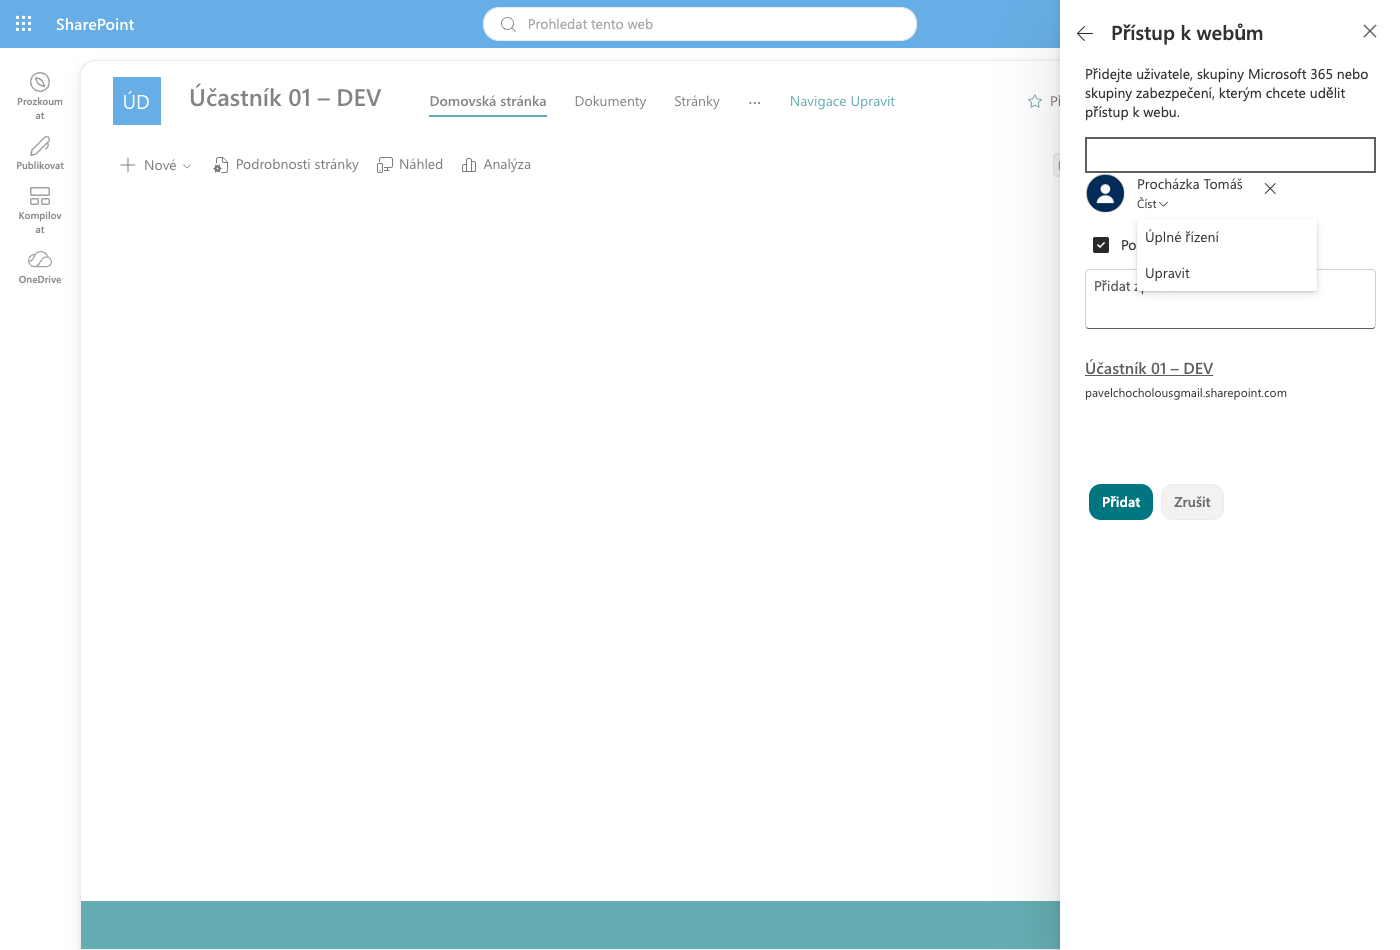 SharePoint
Prohledat tento web
Prozkoum
at
Publikovat
Kompilov
at
OneDrive
ÚD
Účastník 01 – DEV
Domovská stránka
Dokumenty
Stránky
...
Navigace Upravit
Nové
Podrobnosti stránky
Náhled
Analýza
Přístup k webům
Přidejte uživatele, skupiny Microsoft 365 nebo
skupiny zabezpečení, kterým chcete udělit
přístup k webu.
Procházka Tomáš
Číst
Úplné řízení
Upravit
Po
Přidat
Účastník 01 – DEV
pavelchocholousgmail.sharepoint.com
Přidat
Zrušit